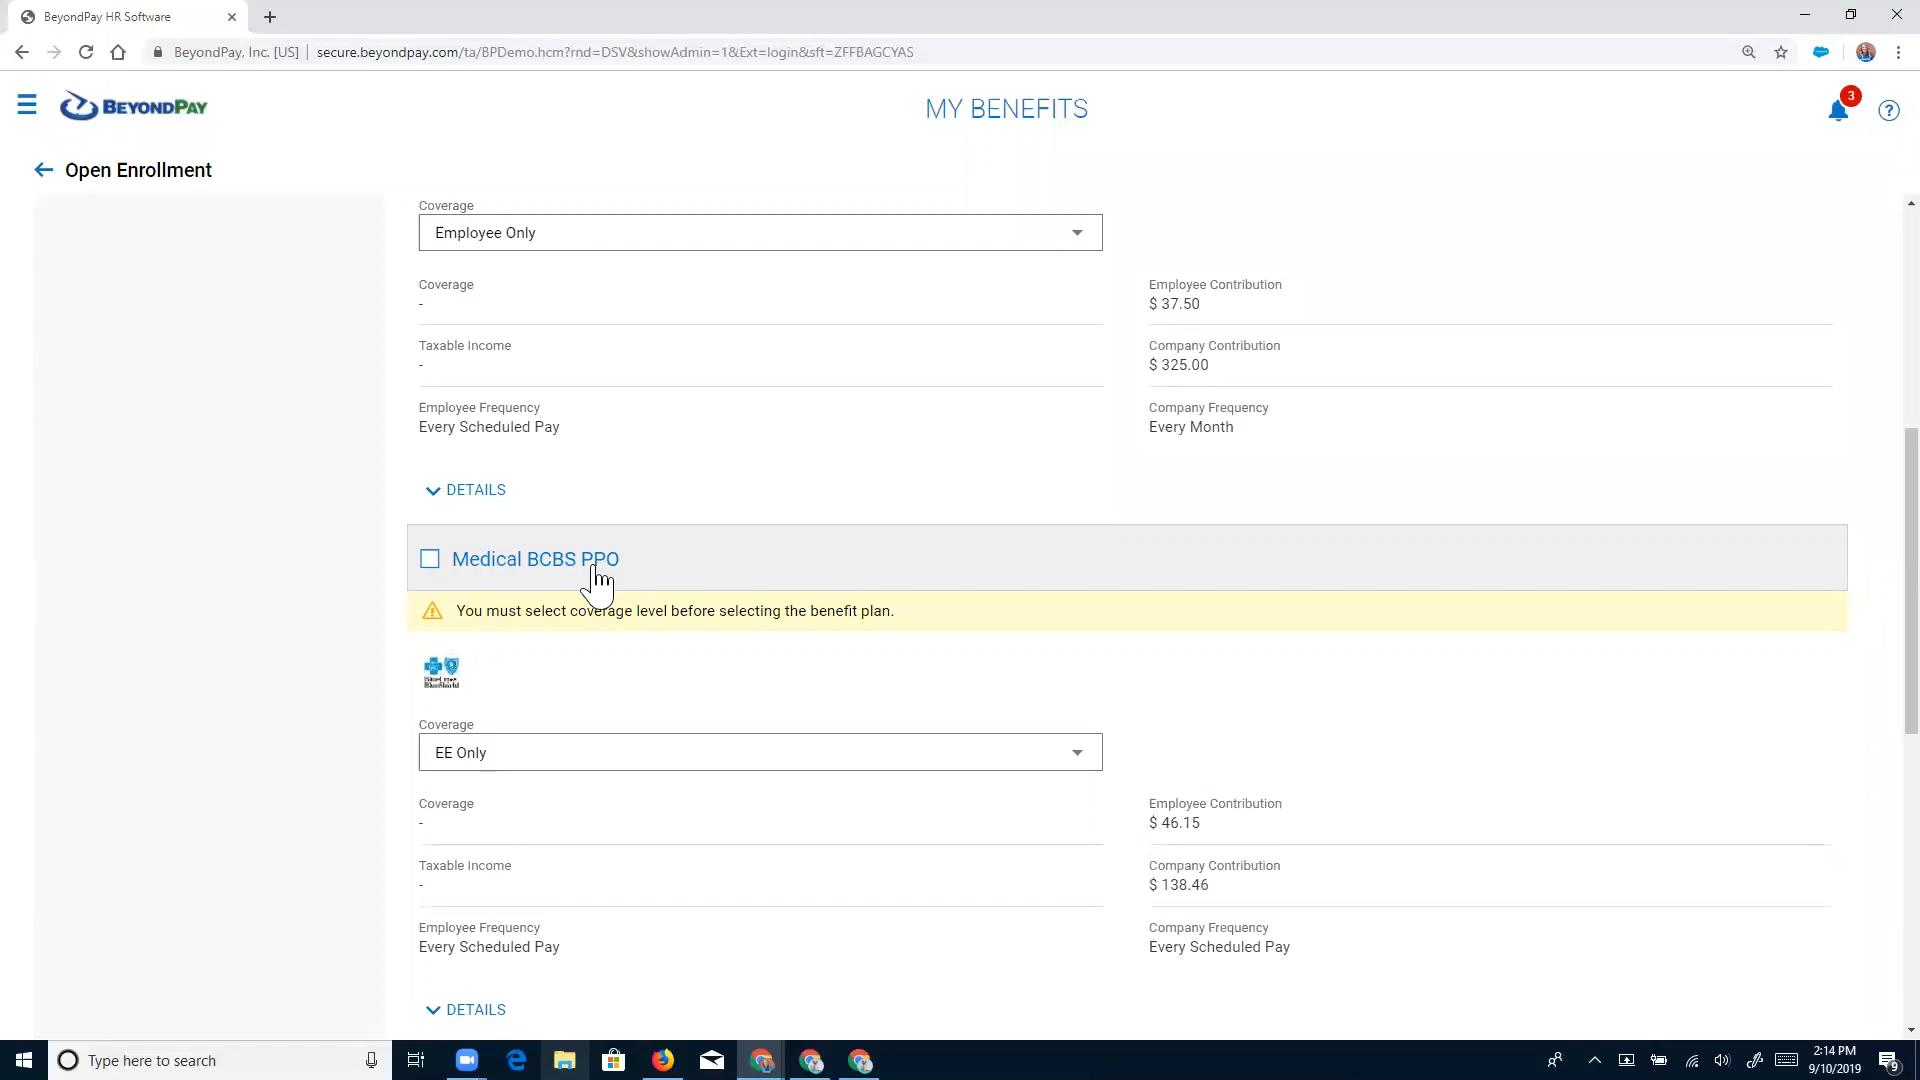 BeyondPay HR Software
BeyondPay, Inc. [US]
secure.beyondpay.com/ta/BPDemo.hcm?rnd=DSV&showAdmin=1&Ext=login&sft=ZFFBAGCYAS
BEYONDPAY
MY BENEFITS
3
?
Open Enrollment
Coverage
Employee Only
Coverage
-
Employee Contribution
$ 37.50
Taxable Income
-
Company Contribution
$ 325.00
Employee Frequency
Every Scheduled Pay
Company Frequency
Every Month
DETAILS
Medical BCBS PPO
You must select coverage level before selecting the benefit plan.
BlueCross
BlueShield
Coverage
EE Only
Coverage
-
Employee Contribution
$ 46.15
Taxable Income
-
Company Contribution
$ 138.46
Employee Frequency
Every Scheduled Pay
Company Frequency
Every Scheduled Pay
DETAILS
Type here to search
2:14 PM
9/10/2019
9